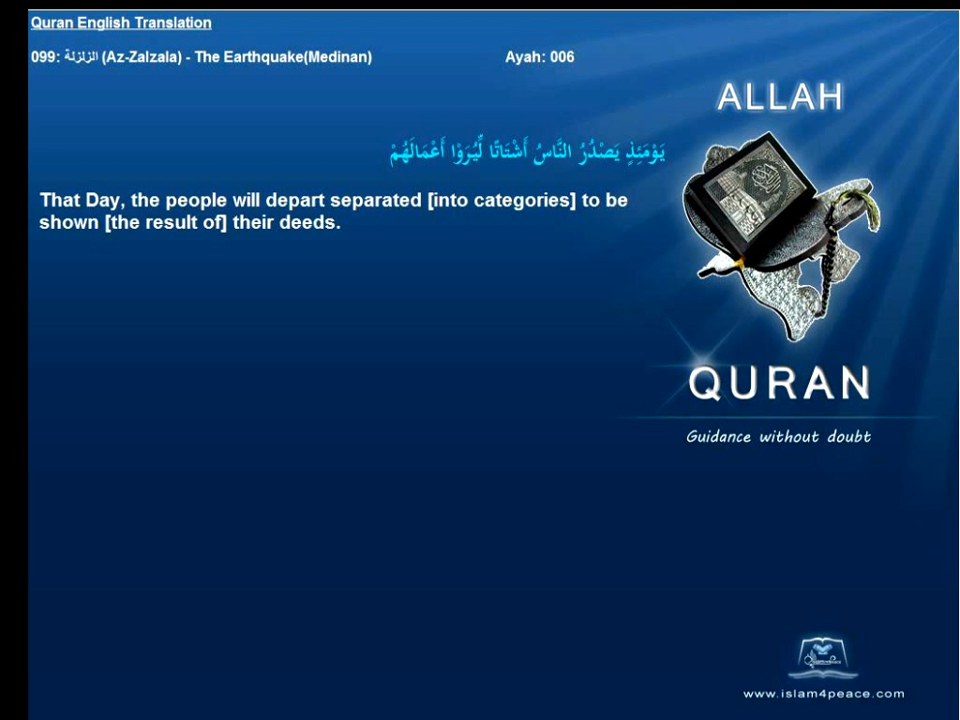 Quran English Translation
099: الزلزلة (Az-Zalzala) - The Earthquake(Medinan) Ayah: 006
ALLAH
يَوْمَئِذٍ يَصْدُرُ النَّاسُ أَشْتَاتًا لِّيُرَوْا أَعْمَالَهُمْ
That Day, the people will depart separated [into categories] to be
shown [the result of] their deeds.
QURAN
Guidance without doubt
www.islam4peace.com